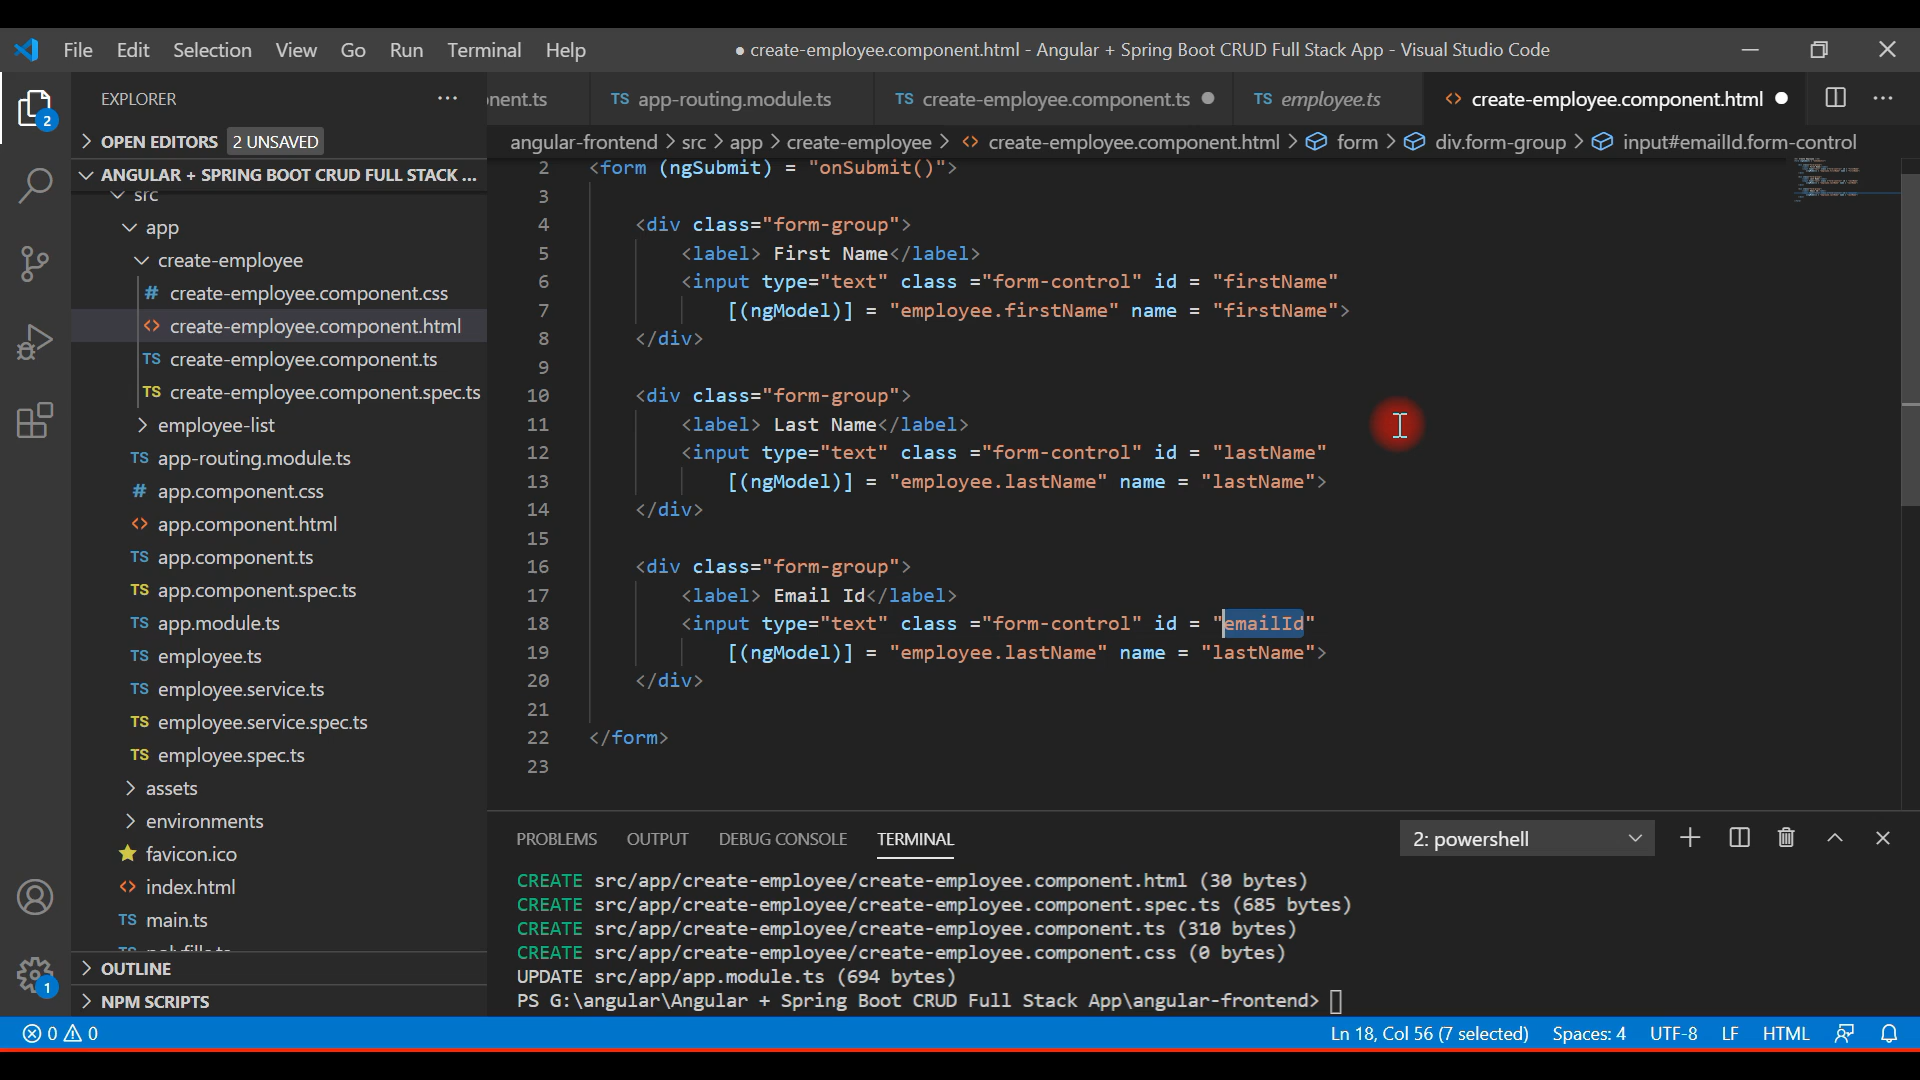 File Edit Selection View Go Run Terminal Help ● create-employee.component.html - Angular + Spring Boot CRUD Full Stack App - Visual Studio Code
EXPLORER ...
nent.ts TS app-routing.module.ts TS create-employee.component.ts TS employee.ts <> create-employee.component.html
2
OPEN EDITORS 2 UNSAVED
angular-frontend > src > app > create-employee > <> create-employee.component.html > form > div.form-group > input#emailId.form-control
ANGULAR + SPRING BOOT CRUD FULL STACK ...
src
app
create-employee
# create-employee.component.css
<> create-employee.component.html
TS create-employee.component.ts
TS create-employee.component.spec.ts
employee-list
TS app-routing.module.ts
# app.component.css
<> app.component.html
TS app.component.ts
TS app.component.spec.ts
TS app.module.ts
TS employee.ts
TS employee.service.ts
TS employee.service.spec.ts
TS employee.spec.ts
assets
environments
favicon.ico
<> index.html
TS main.ts
OUTLINE
NPM SCRIPTS
1
2 <form (ngSubmit) = "onSubmit()">
3
4 <div class="form-group">
5 <label> First Name</label>
6 <input type="text" class ="form-control" id = "firstName"
7 [(ngModel)] = "employee.firstName" name = "firstName">
8 </div>
9
10 <div class="form-group">
11 <label> Last Name</label>
12 <input type="text" class ="form-control" id = "lastName"
13 [(ngModel)] = "employee.lastName" name = "lastName">
14 </div>
15
16 <div class="form-group">
17 <label> Email Id</label>
18 <input type="text" class ="form-control" id = "emailId"
19 [(ngModel)] = "employee.lastName" name = "lastName">
20 </div>
21
22 </form>
23
PROBLEMS OUTPUT DEBUG CONSOLE TERMINAL 2: powershell
CREATE src/app/create-employee/create-employee.component.html (30 bytes)
CREATE src/app/create-employee/create-employee.component.spec.ts (685 bytes)
CREATE src/app/create-employee/create-employee.component.ts (310 bytes)
CREATE src/app/create-employee/create-employee.component.css (0 bytes)
UPDATE src/app/app.module.ts (694 bytes)
PS G:\angular\Angular + Spring Boot CRUD Full Stack App\angular-frontend>
0 0 Ln 18, Col 56 (7 selected) Spaces: 4 UTF-8 LF HTML